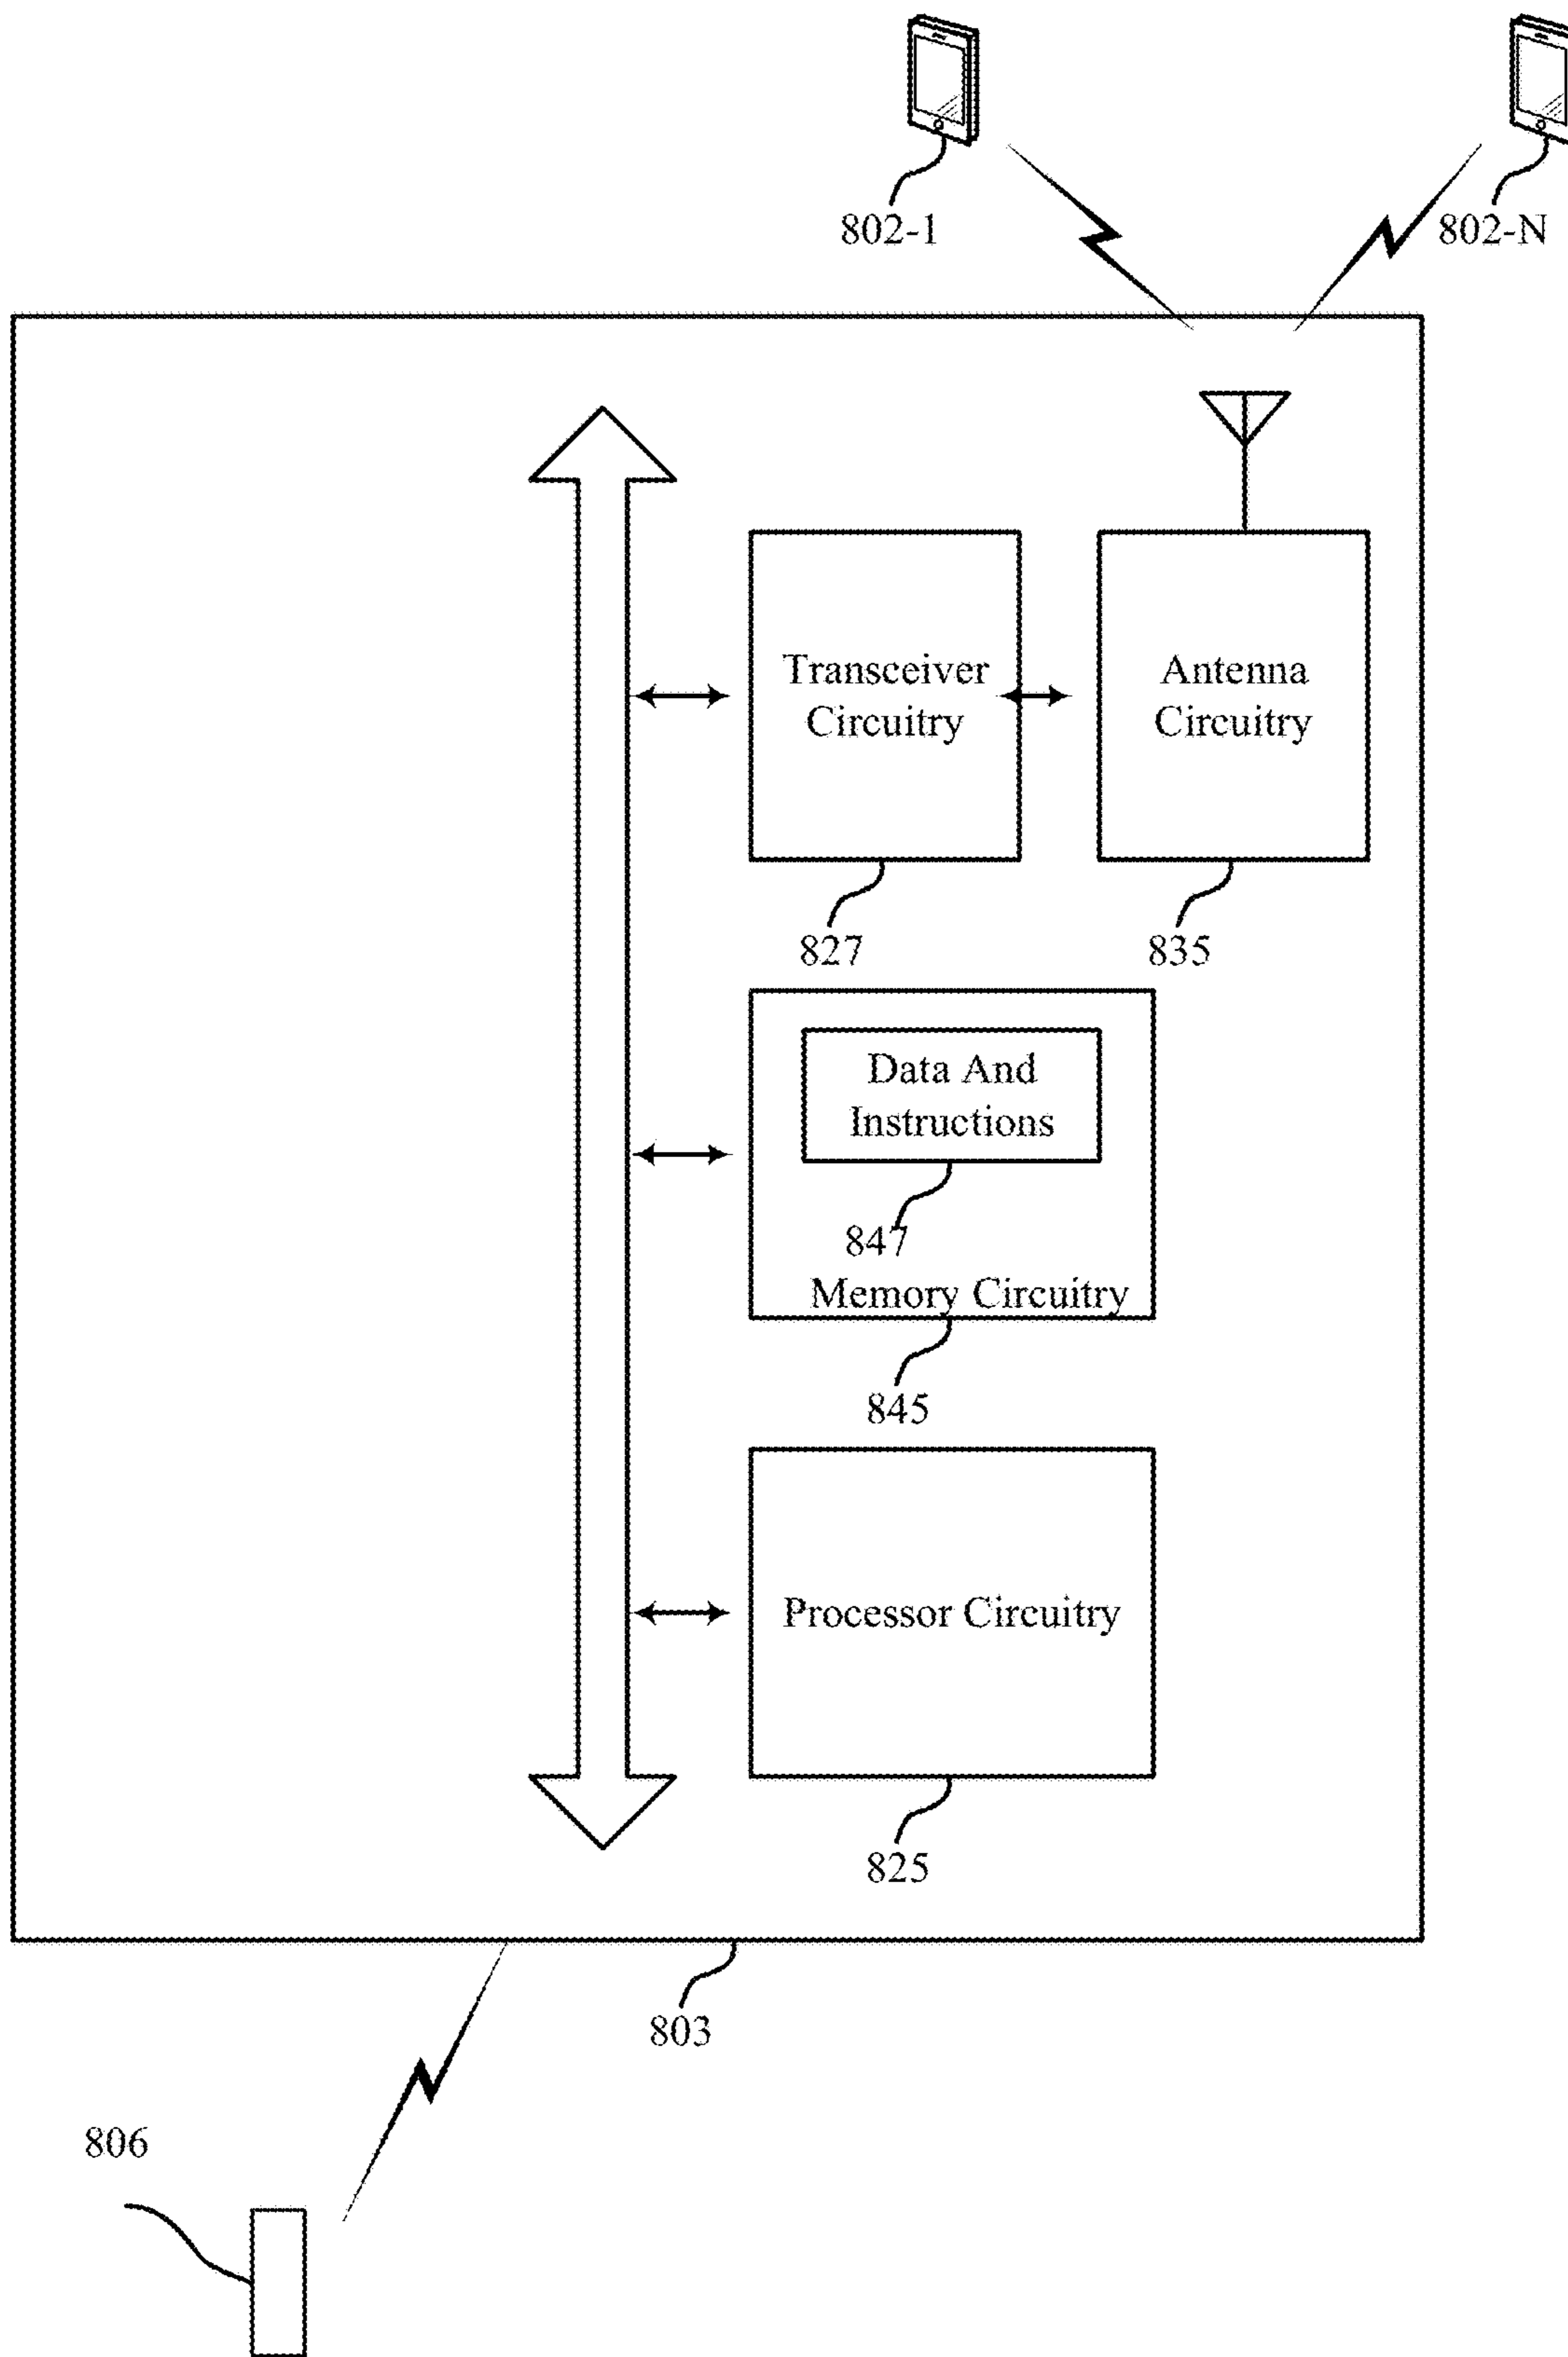 802-1
802-N
Transceiver
Circuitry
Antenna
Circuitry
827
835
Data And
Instructions
847
Memory Circuitry
845
Processor Circuitry
825
803
806